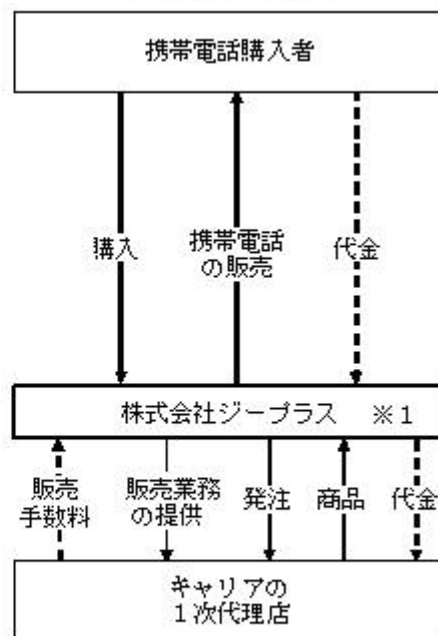 携帯電話購入者
購入
携帯電話
の販売
代金
株式会社ジープラス ※1
販売
手数料
販売業務
の提供
発注
商品
代金
キャリアの
1次代理店